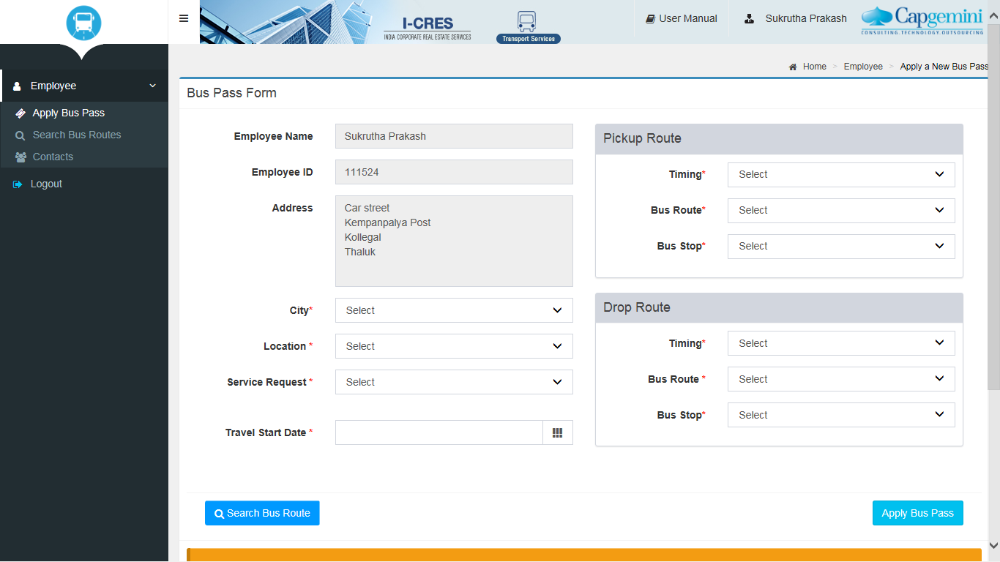 I-CRES
INDIA CORPORATE REAL ESTATE SERVICES
Transport Services
User Manual
Sukrutha Prakash
Capgemini
CONSULTING.TECHNOLOGY.OUTSOURCING
Home > Employee > Apply a New Bus Pass
Employee
Apply Bus Pass
Search Bus Routes
Contacts
Logout
Bus Pass Form
Employee Name Sukrutha Prakash
Employee ID 111524
Address Car street
Kempanpalya Post
Kollegal
Thaluk
City* Select
Location * Select
Service Request * Select
Travel Start Date *
Pickup Route
Timing* Select
Bus Route* Select
Bus Stop* Select
Drop Route
Timing* Select
Bus Route * Select
Bus Stop* Select
Search Bus Route
Apply Bus Pass